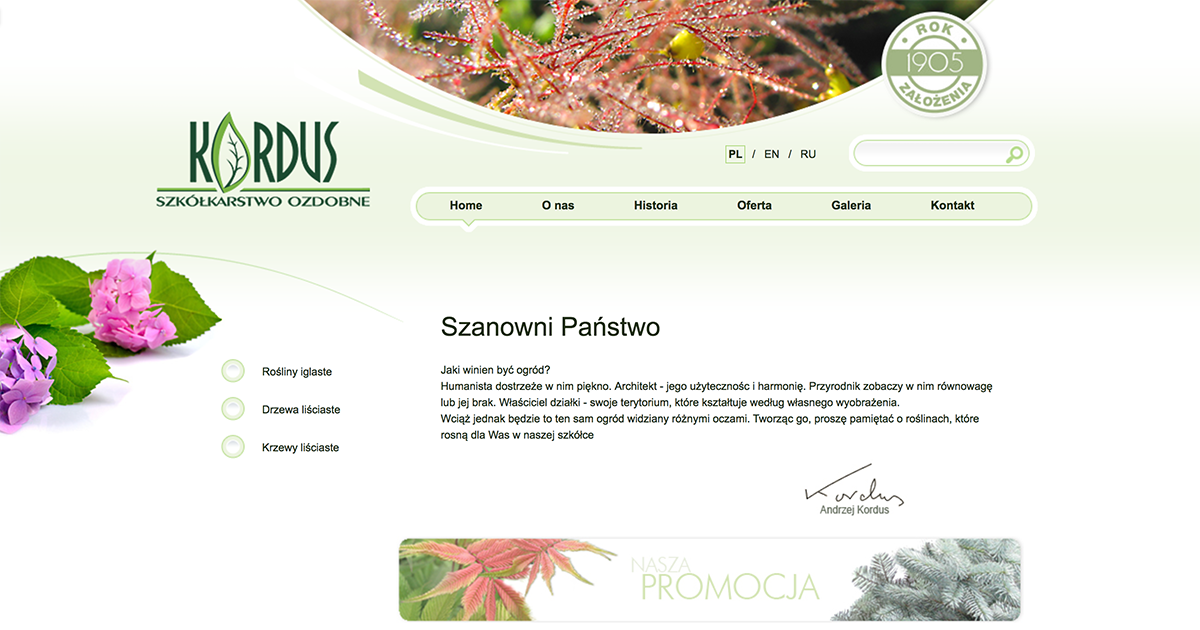 ROK
1905
ZAŁOŻENIA
KORDUS
SZKÓŁKARSTWO OZDOBNE
PL / EN / RU
Home O nas Historia Oferta Galeria Kontakt
Szanowni Państwo
Jaki winien być ogród?
Humanista dostrzeże w nim piękno. Architekt - jego użyteczność i harmonię. Przyrodnik zobaczy w nim równowagę
lub jej brak. Właściciel działki - swoje terytorium, które kształtuje według własnego wyobrażenia.
Wciąż jednak będzie to ten sam ogród widziany różnymi oczami. Tworząc go, proszę pamiętać o roślinach, które
rosną dla Was w naszej szkółce
Rośliny iglaste
Drzewa liściaste
Krzewy liściaste
Kordus
Andrzej Kordus
NASZA
PROMOCJA